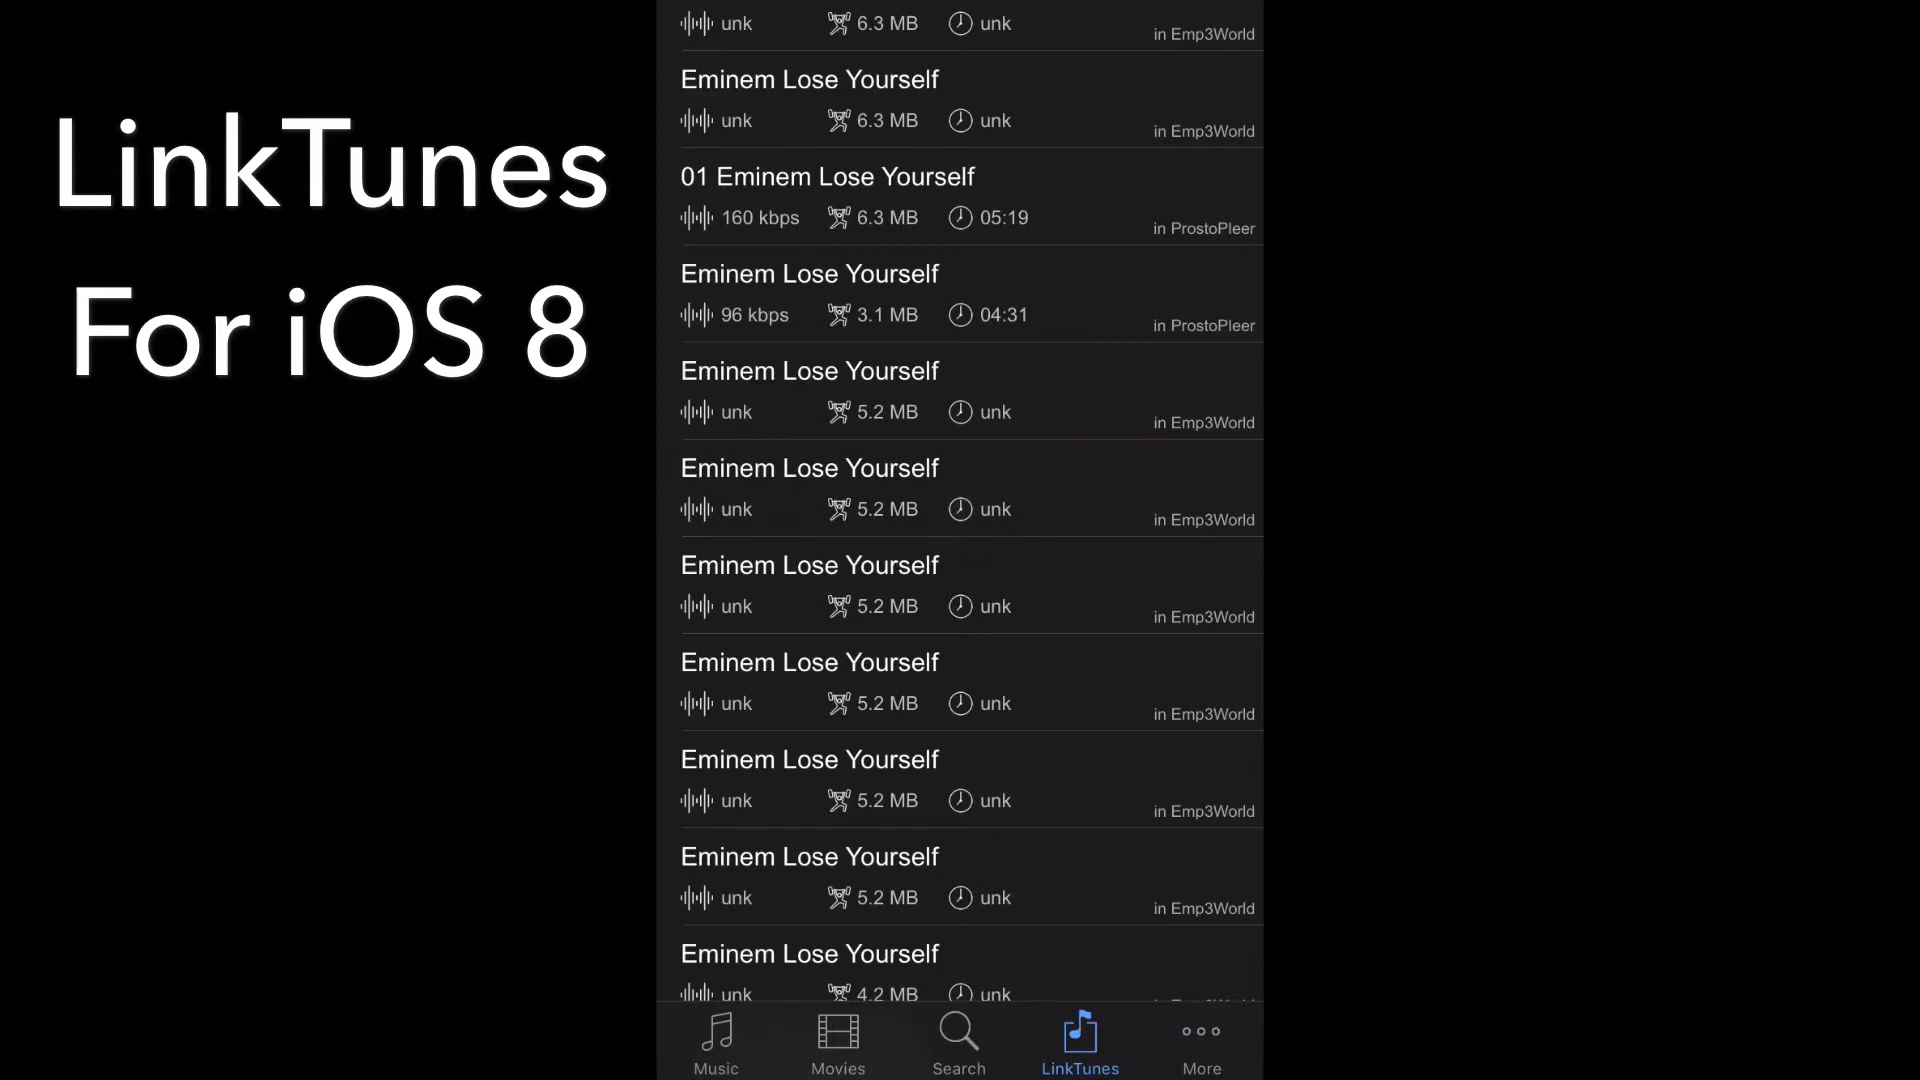 LinkTunes
For iOS 8
unk 6.3 MB unk
in Emp3World
Eminem Lose Yourself
unk 6.3 MB unk
in Emp3World
01 Eminem Lose Yourself
160 kbps 6.3 MB 05:19
in ProstoPleer
Eminem Lose Yourself
96 kbps 3.1 MB 04:31
in ProstoPleer
Eminem Lose Yourself
unk 5.2 MB unk
in Emp3World
Eminem Lose Yourself
unk 5.2 MB unk
in Emp3World
Eminem Lose Yourself
unk 5.2 MB unk
in Emp3World
Eminem Lose Yourself
unk 5.2 MB unk
in Emp3World
Eminem Lose Yourself
unk 5.2 MB unk
in Emp3World
Eminem Lose Yourself
unk 5.2 MB unk
in Emp3World
Eminem Lose Yourself
unk 4.2 MB unk
Music Movies Search LinkTunes More